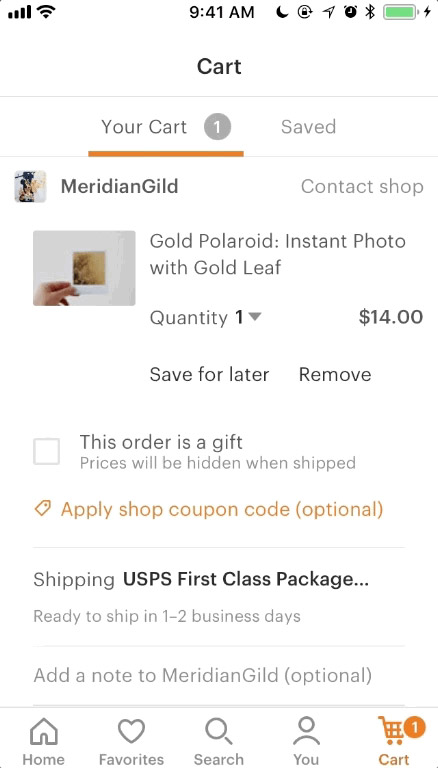 9:41 AM
Cart
Your Cart 1
Saved
MeridianGild
Contact shop
Gold Polaroid: Instant Photo
with Gold Leaf
Quantity 1
$14.00
Save for later
Remove
This order is a gift
Prices will be hidden when shipped
Apply shop coupon code (optional)
Shipping USPS First Class Package...
Ready to ship in 1–2 business days
Add a note to MeridianGild (optional)
1
Home
Favorites
Search
You
Cart